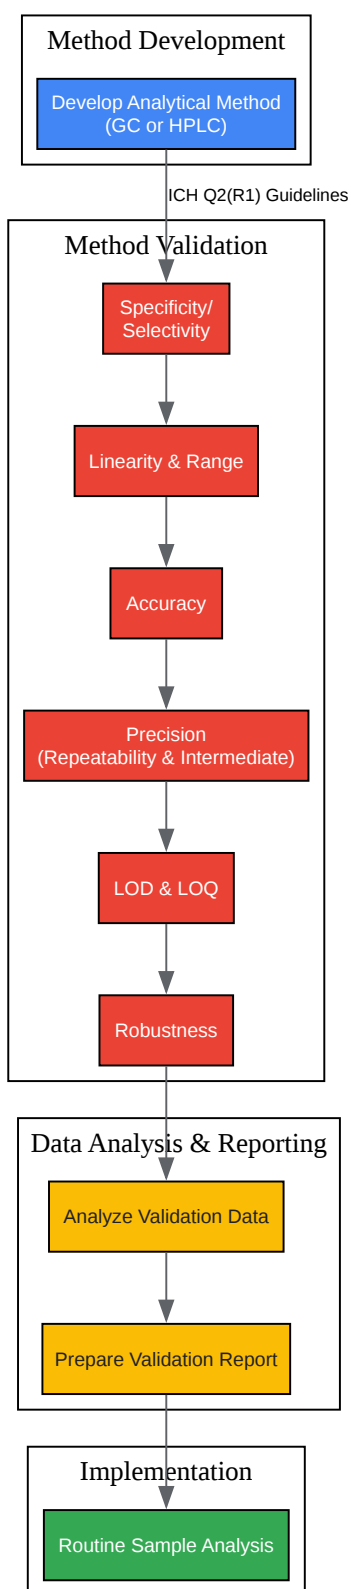 Method Development
Develop Analytical Method
(GC or HPLC)
ICH Q2(R1) Guidelines
Method Validation
Specificity/
Selectivity
Linearity & Range
Accuracy
Precision
(Repeatability & Intermediate)
LOD & LOQ
Robustness
Data Analysis & Reporting
Analyze Validation Data
Prepare Validation Report
Implementation
Routine Sample Analysis